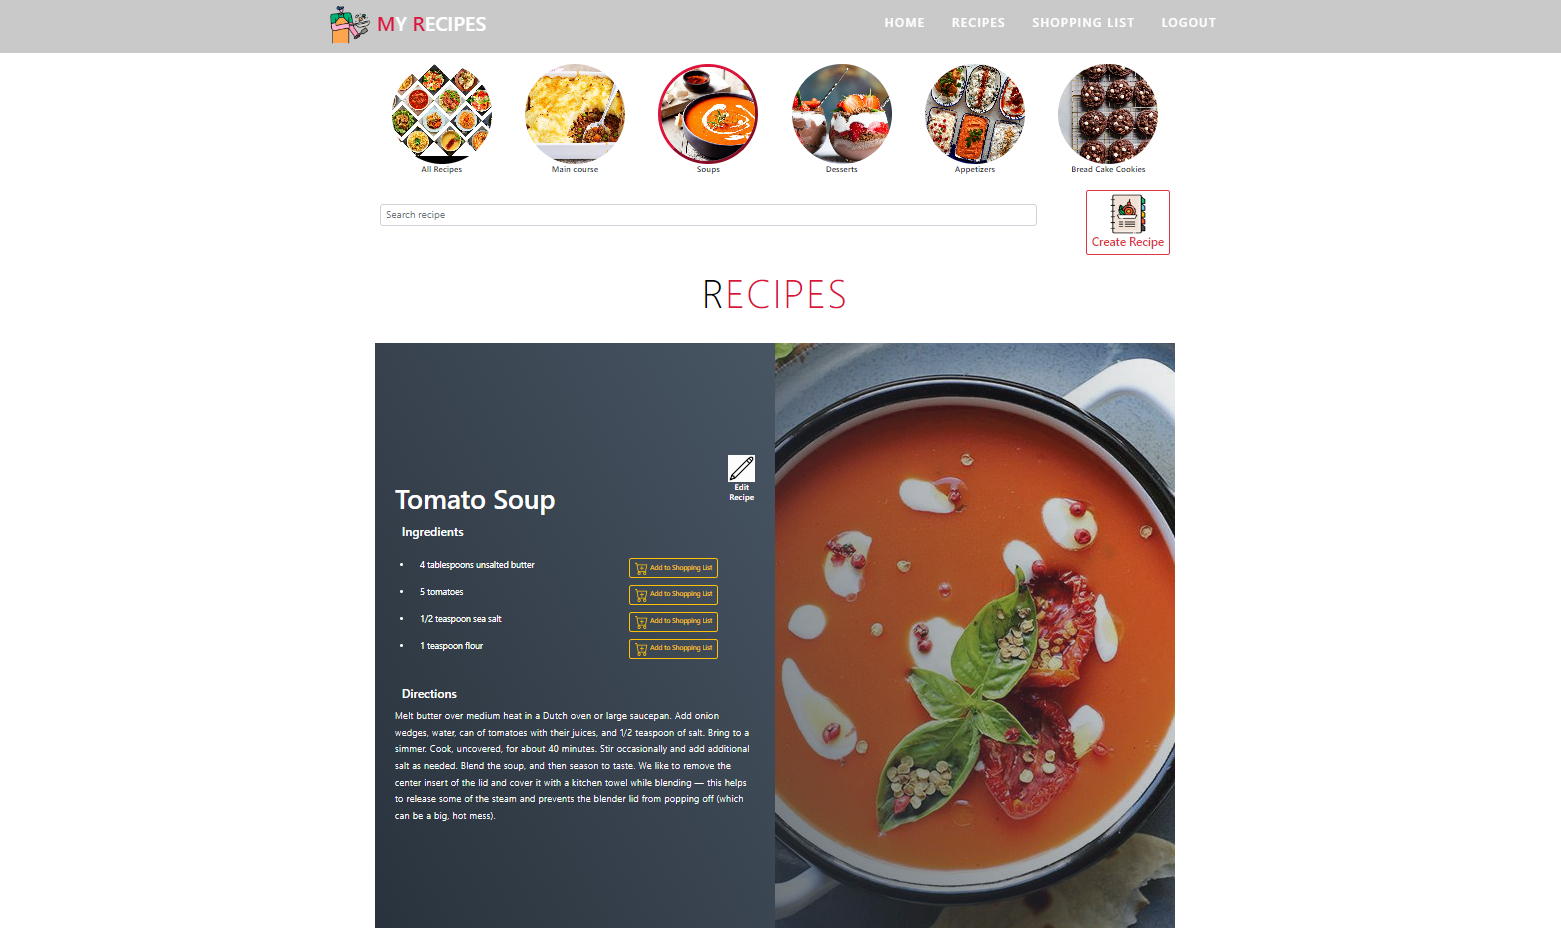 MY RECIPES
HOME RECIPES SHOPPING LIST LOGOUT
All Recipes Main course Soups Desserts Appetizers Bread Cake Cookies
Search recipe
Create Recipe
RECIPES
Edit
Recipe
Tomato Soup
Ingredients
4 tablespoons unsalted butter Add to Shopping List
5 tomatoes Add to Shopping List
1/2 teaspoon sea salt Add to Shopping List
1 teaspoon flour Add to Shopping List
Directions
Melt butter over medium heat in a Dutch oven or large saucepan. Add onion
wedges, water, can of tomatoes with their juices, and 1/2 teaspoon of salt. Bring to a
simmer. Cook, uncovered, for about 40 minutes. Stir occasionally and add additional
salt as needed. Blend the soup, and then season to taste. We like to remove the
center insert of the lid and cover it with a kitchen towel while blending — this helps
to release some of the steam and prevents the blender lid from popping off (which
can be a big, hot mess).